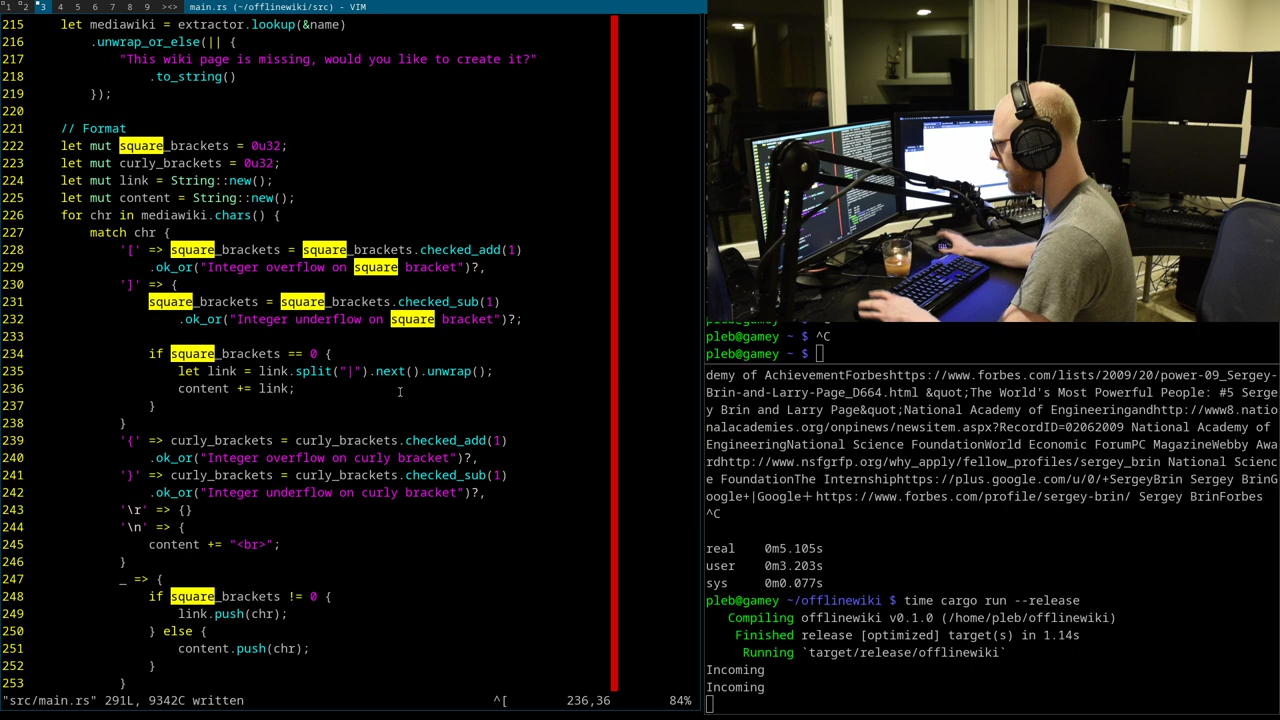 1 2 3 4 5 6 7 8 9 ><> main.rs (~/offlinewiki/src) - VIM
215 let mediawiki = extractor.lookup(&name)
216 .unwrap_or_else(|| {
217 "This wiki page is missing, would you like to create it?"
218 .to_string()
219 });
220
221 // Format
222 let mut square_brackets = 0u32;
223 let mut curly_brackets = 0u32;
224 let mut link = String::new();
225 let mut content = String::new();
226 for chr in mediawiki.chars() {
227 match chr {
228 '[' => square_brackets = square_brackets.checked_add(1)
229 .ok_or("Integer overflow on square bracket")?,
230 ']' => {
231 square_brackets = square_brackets.checked_sub(1)
232 .ok_or("Integer underflow on square bracket")?;
233
234 if square_brackets == 0 {
235 let link = link.split("|").next().unwrap();
236 content += link;
237 }
238 }
239 '{' => curly_brackets = curly_brackets.checked_add(1)
240 .ok_or("Integer overflow on curly bracket")?,
241 '}' => curly_brackets = curly_brackets.checked_sub(1)
242 .ok_or("Integer underflow on curly bracket")?,
243 '\r' => {}
244 '\n' => {
245 content += "<br>";
246 }
247 _ => {
248 if square_brackets != 0 {
249 link.push(chr);
250 } else {
251 content.push(chr);
252 }
253 }
"src/main.rs" 291L, 9342C written ^[ 236,36 84%
pleb@gamey ~ $ ^C
pleb@gamey ~ $
demy of AchievementForbeshttps://www.forbes.com/lists/2009/20/power-09_Sergey-
Brin-and-Larry-Page_D664.html &quot;The World's Most Powerful People: #5 Serge
y Brin and Larry Page&quot;National Academy of Engineeringandhttp://www8.natio
nalacademies.org/onpinews/newsitem.aspx?RecordID=02062009 National Academy of
EngineeringNational Science FoundationWorld Economic ForumPC MagazineWebby Awa
rdhttp://www.nsfgrfp.org/why_apply/fellow_profiles/sergey_brin National Scienc
e FoundationThe Internshiphttps://plus.google.com/u/0/+SergeyBrin Sergey BrinG
oogle+|Google＋https://www.forbes.com/profile/sergey-brin/ Sergey BrinForbes
^C
real 0m5.105s
user 0m3.203s
sys 0m0.077s
pleb@gamey ~/offlinewiki $ time cargo run --release
Compiling offlinewiki v0.1.0 (/home/pleb/offlinewiki)
Finished release [optimized] target(s) in 1.14s
Running `target/release/offlinewiki`
Incoming
Incoming